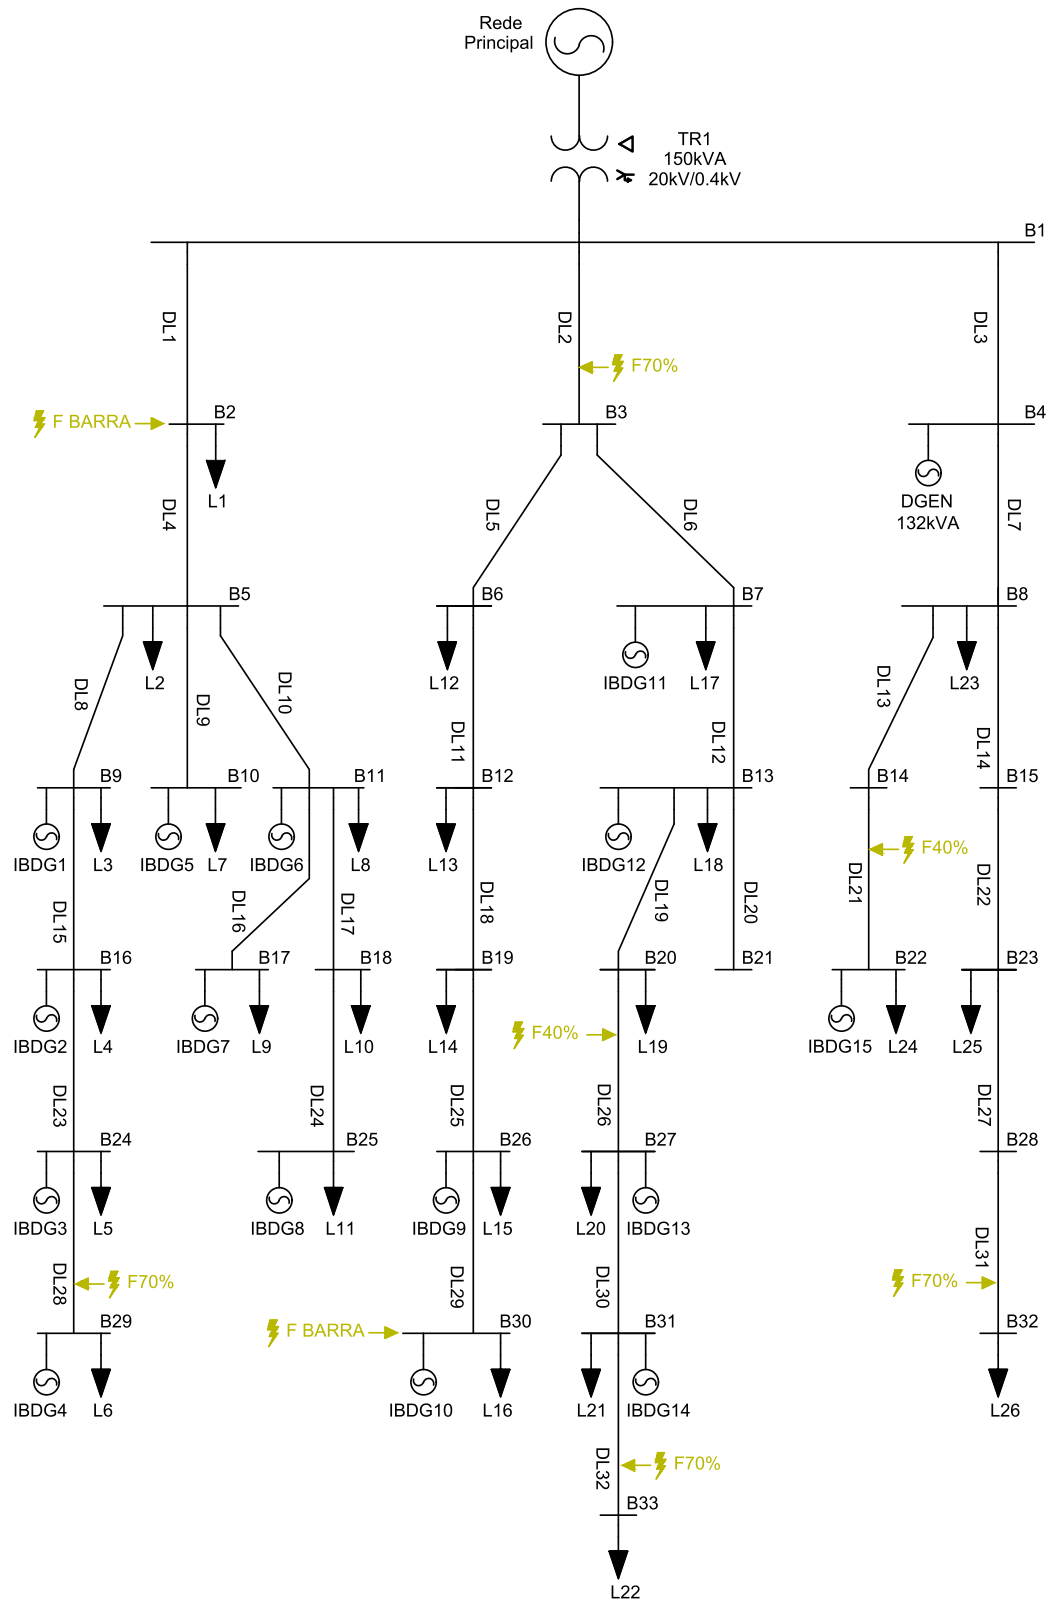 Rede
Principal
TR1
150kVA
20kV/0.4kV
B1
DL1
DL2
DL3
F70%
F BARRA
B2
B3
B4
L1
DGEN
132kVA
DL4
DL5
DL6
DL7
B5
B6
B7
B8
L2
L12
IBDG11
L17
L23
DL8
DL9
DL10
DL11
DL12
DL13
DL14
B9
B10
B11
B12
B13
B14
B15
IBDG1
L3
IBDG5
L7
IBDG6
L8
L13
IBDG12
L18
F40%
DL15
DL16
DL17
DL18
DL19
DL20
DL21
DL22
B16
B17
B18
B19
B20
B21
B22
B23
IBDG2
L4
IBDG7
L9
L10
L14
F40%
L19
IBDG15
L24
L25
DL23
DL24
DL25
DL26
DL27
B24
B25
B26
B27
B28
IBDG3
L5
IBDG8
L11
IBDG9
L15
L20
IBDG13
DL28
F70%
DL29
DL30
F70%
DL31
B29
F BARRA
B30
B31
B32
IBDG4
L6
IBDG10
L16
L21
IBDG14
L26
DL32
F70%
B33
L22